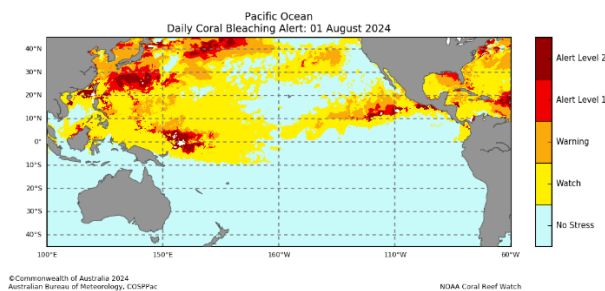 Pacific Ocean
Daily Coral Bleaching Alert: 01 August 2024
40°N
30°N
20°N
10°N
0°
10°S
20°S
30°S
40°S
100°E
150°E
160°W
110°W
60°W
Alert Level 2
Alert Level 1
Warning
Watch
No Stress
©Commonwealth of Australia 2024
Australian Bureau of Meteorology, COSPPac
NOAA Coral Reef Watch